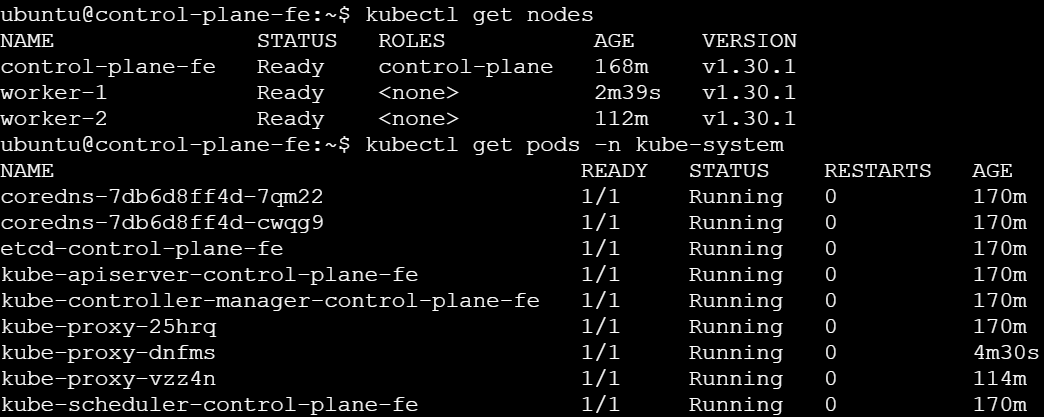 ubuntu@control-plane-fe:~$ kubectl get nodes
NAME STATUS ROLES AGE VERSION
control-plane-fe Ready control-plane 168m v1.30.1
worker-1 Ready <none> 2m39s v1.30.1
worker-2 Ready <none> 112m v1.30.1
ubuntu@control-plane-fe:~$ kubectl get pods -n kube-system
NAME READY STATUS RESTARTS AGE
coredns-7db6d8ff4d-7qm22 1/1 Running 0 170m
coredns-7db6d8ff4d-cwqg9 1/1 Running 0 170m
etcd-control-plane-fe 1/1 Running 0 170m
kube-apiserver-control-plane-fe 1/1 Running 0 170m
kube-controller-manager-control-plane-fe 1/1 Running 0 170m
kube-proxy-25hrq 1/1 Running 0 170m
kube-proxy-dnfms 1/1 Running 0 4m30s
kube-proxy-vzz4n 1/1 Running 0 114m
kube-scheduler-control-plane-fe 1/1 Running 0 170m